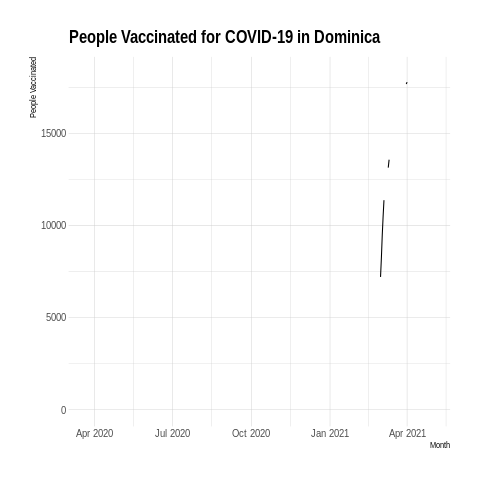 People Vaccinated for COVID-19 in Dominica
People Vaccinated
15000
10000
5000
0
Apr 2020 Jul 2020 Oct 2020 Jan 2021 Apr 2021
Month